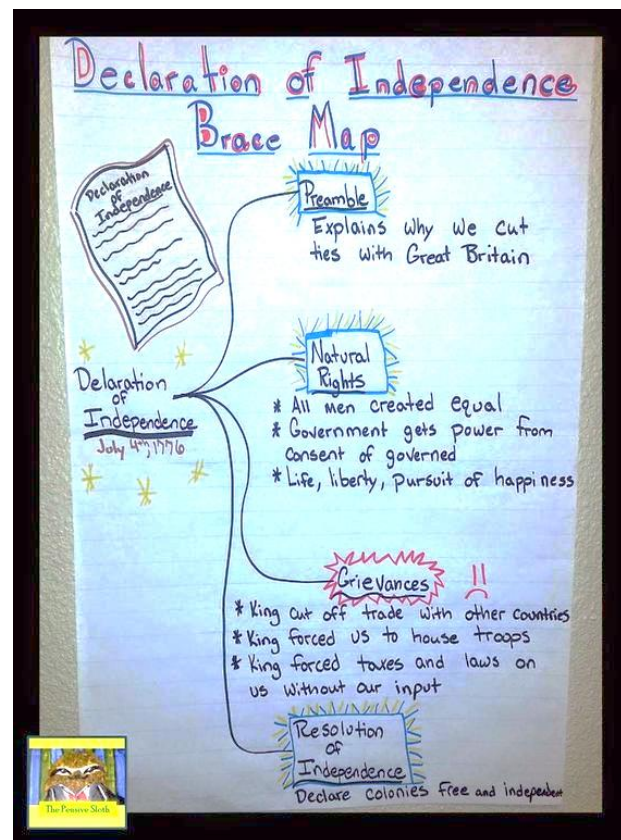 Declaration of Independence
Brace Map
Declaration
of
Independence
Preamble
Explains why we cut
ties with Great Britain
Delaration
of
Independence
July 4th, 1776
Natural
Rights
* All men created equal
* Government gets power from
consent of governed
* Life, liberty, pursuit of happiness
Grievances
* King cut off trade with other countries
* King forced us to house troops
* King forced taxes and laws on
us without our input
Resolution
of
Independence
Declare colonies free and independent
The Pensive Sloth